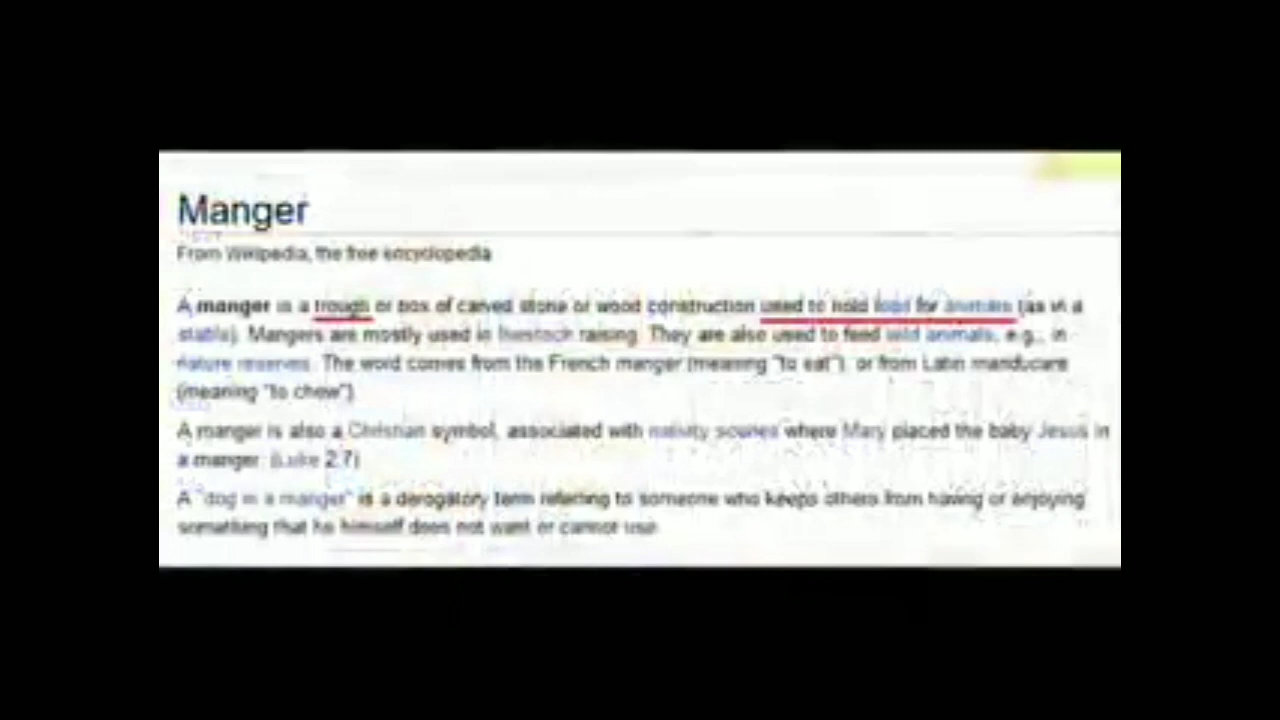 Manger
From Wikipedia, the free encyclopedia
A manger is a trough or box of carved stone or wood construction used to hold food for animals (as in a
stable). Mangers are mostly used in livestock raising. They are also used to feed wild animals, e.g., in
nature reserves. The word comes from the French manger (meaning "to eat"), or from Latin manducare
(meaning "to chew").
A manger is also a Christian symbol, associated with nativity scenes where Mary placed the baby Jesus in
a manger. (Luke 2:7)
A "dog in a manger" is a derogatory term referring to someone who keeps others from having or enjoying
something that he himself does not want or cannot use.